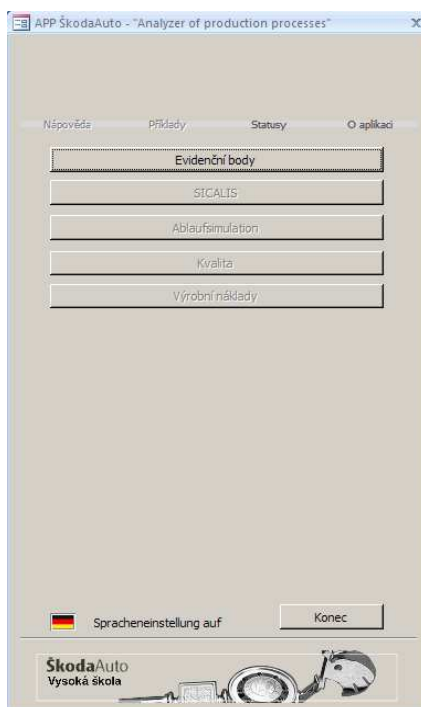 APP ŠkodaAuto - "Analyzer of production processes" X
Nápověda Příklady Statusy O aplikaci
Evidenční body
SICALIS
Ablaufsimulation
Kvalita
Výrobní náklady
Spracheneinstellung auf Konec
ŠkodaAuto
Vysoká škola